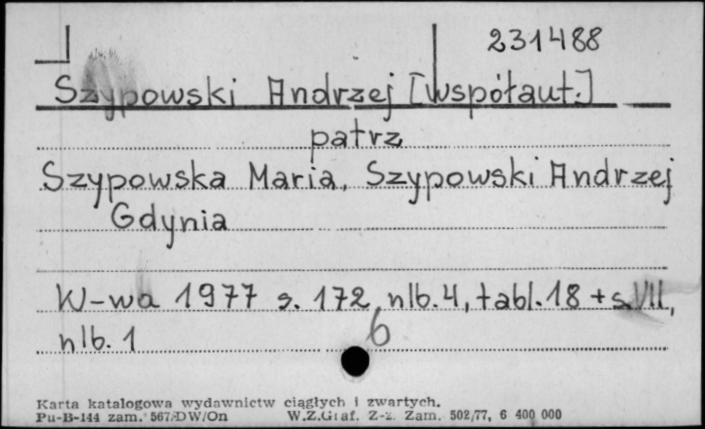 231488
Szypowski Andrzej [współaut.]
patrz
Szypowska Maria, Szypowski Andrzej
Gdynia
W-wa 1977 s. 172, nlb. 4, tabl. 18 + s. VII,
nlb. 1
6
Karta katalogowa wydawnictw ciągłych i zwartych.
Pu-B-144 zam. 567/DW/On W.Z.Graf. Z-z. Zam. 502/77, 6 400 000